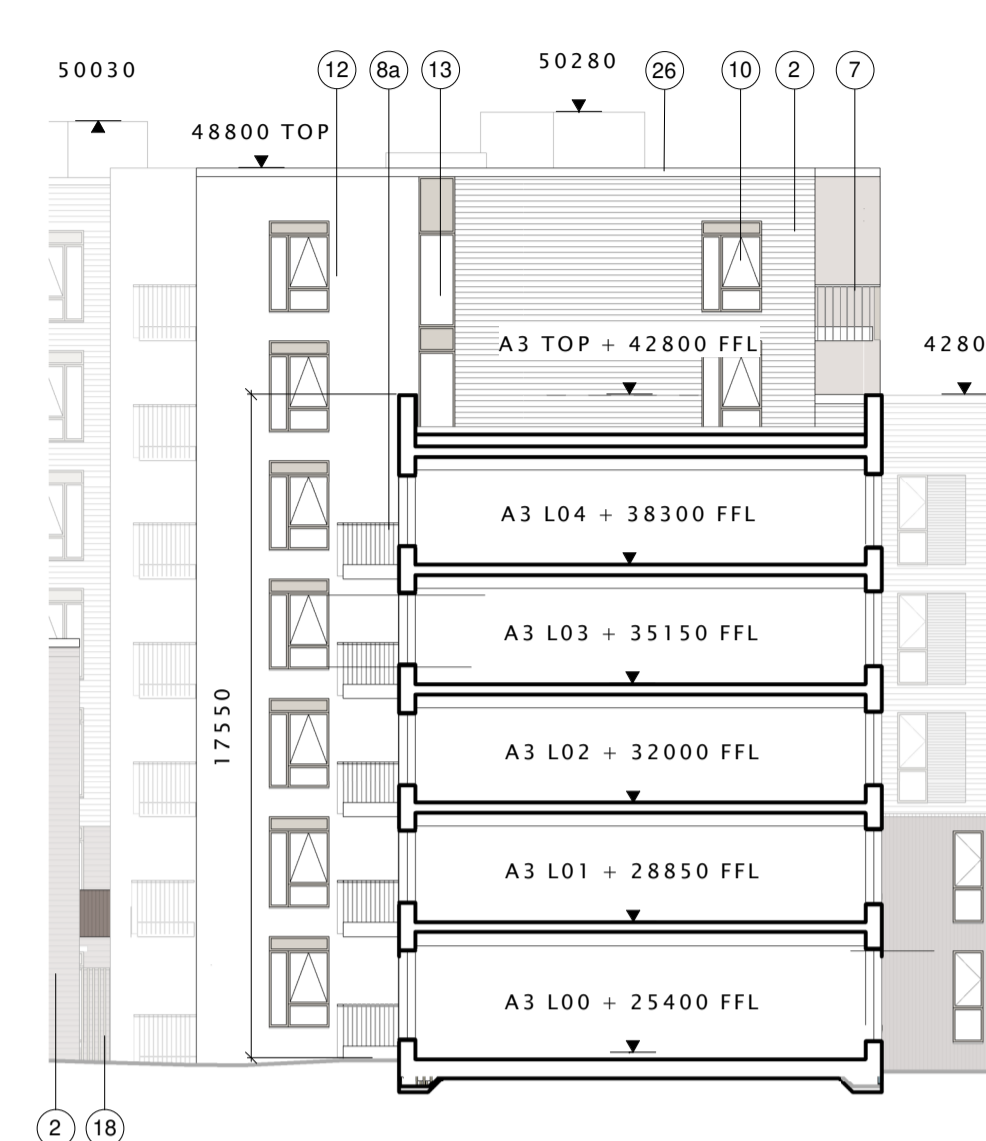 50030
12
8a
13
50280
26
10
2
7
48800 TOP
A3 TOP + 42800 FFL
4280
A3 L04 + 38300 FFL
A3 L03 + 35150 FFL
17550
A3 L02 + 32000 FFL
A3 L01 + 28850 FFL
A3 L00 + 25400 FFL
2
18